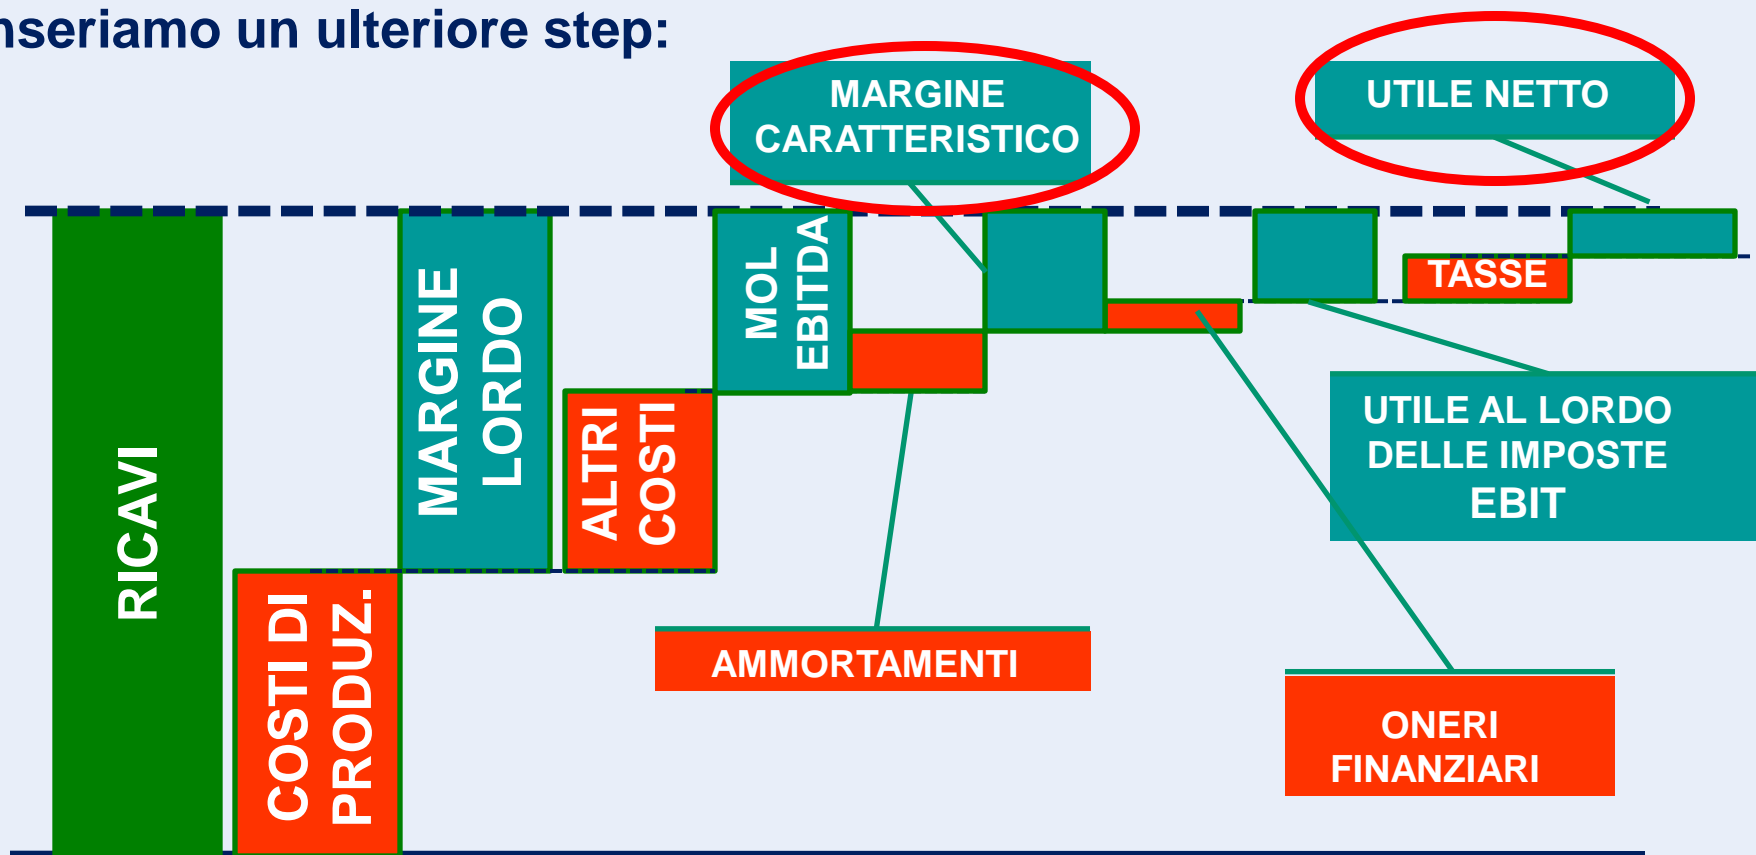 nseriamo un ulteriore step:
MARGINE
CARATTERISTICO
UTILE NETTO
RICAVI
COSTI DI
PRODUZ.
MARGINE
LORDO
ALTRI
COSTI
MOL
EBITDA
TASSE
UTILE AL LORDO
DELLE IMPOSTE
EBIT
AMMORTAMENTI
ONERI
FINANZIARI